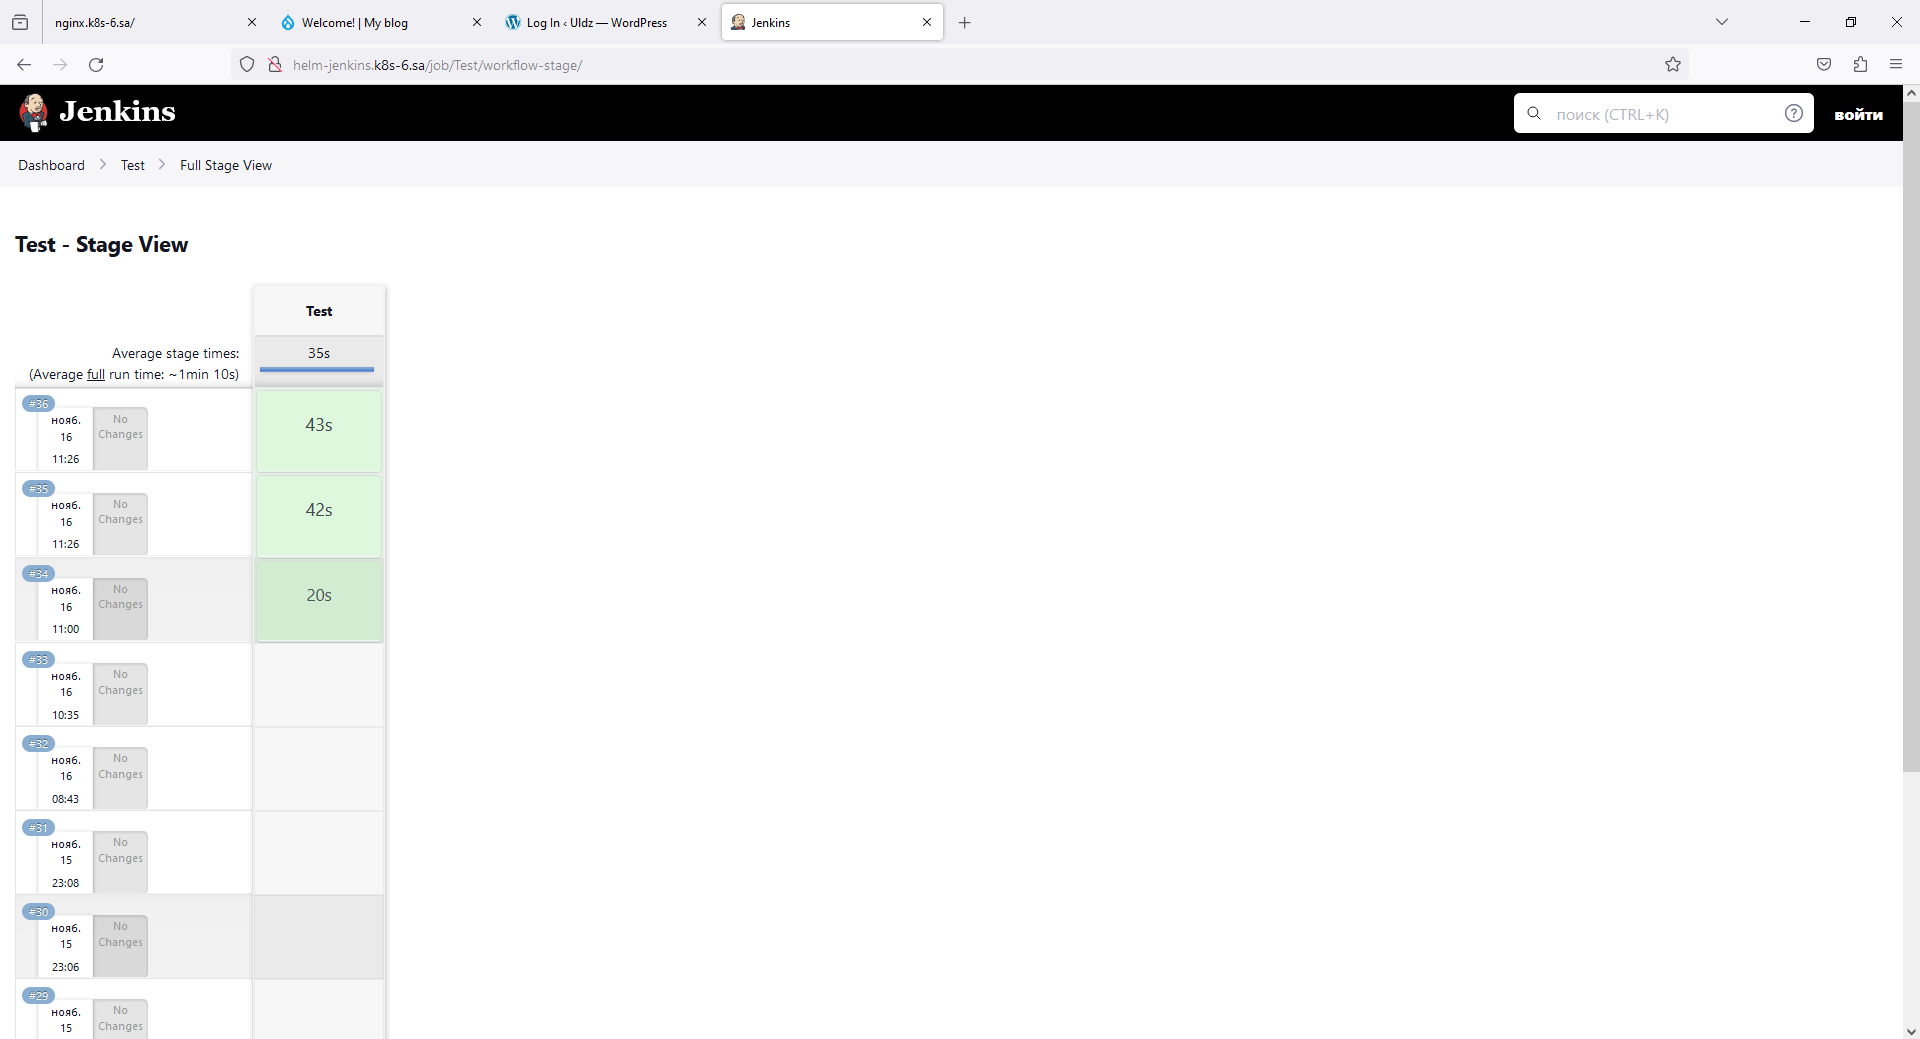 nginx.k8s-6.sa/
Welcome! | My blog
Log In ‹ Uldz — WordPress
Jenkins
helm-jenkins.k8s-6.sa/job/Test/workflow-stage/
Jenkins
поиск (CTRL+K)
?
войти
Dashboard
Test
Full Stage View
Test - Stage View
Test
Average stage times:
35s
(Average full run time: ~1min 10s)
#36
нояб.
16
11:26
No
Changes
43s
#35
нояб.
16
11:26
No
Changes
42s
#34
нояб.
16
11:00
No
Changes
20s
#33
нояб.
16
10:35
No
Changes
#32
нояб.
16
08:43
No
Changes
#31
нояб.
15
23:08
No
Changes
#30
нояб.
15
23:06
No
Changes
#29
нояб.
15
No
Changes